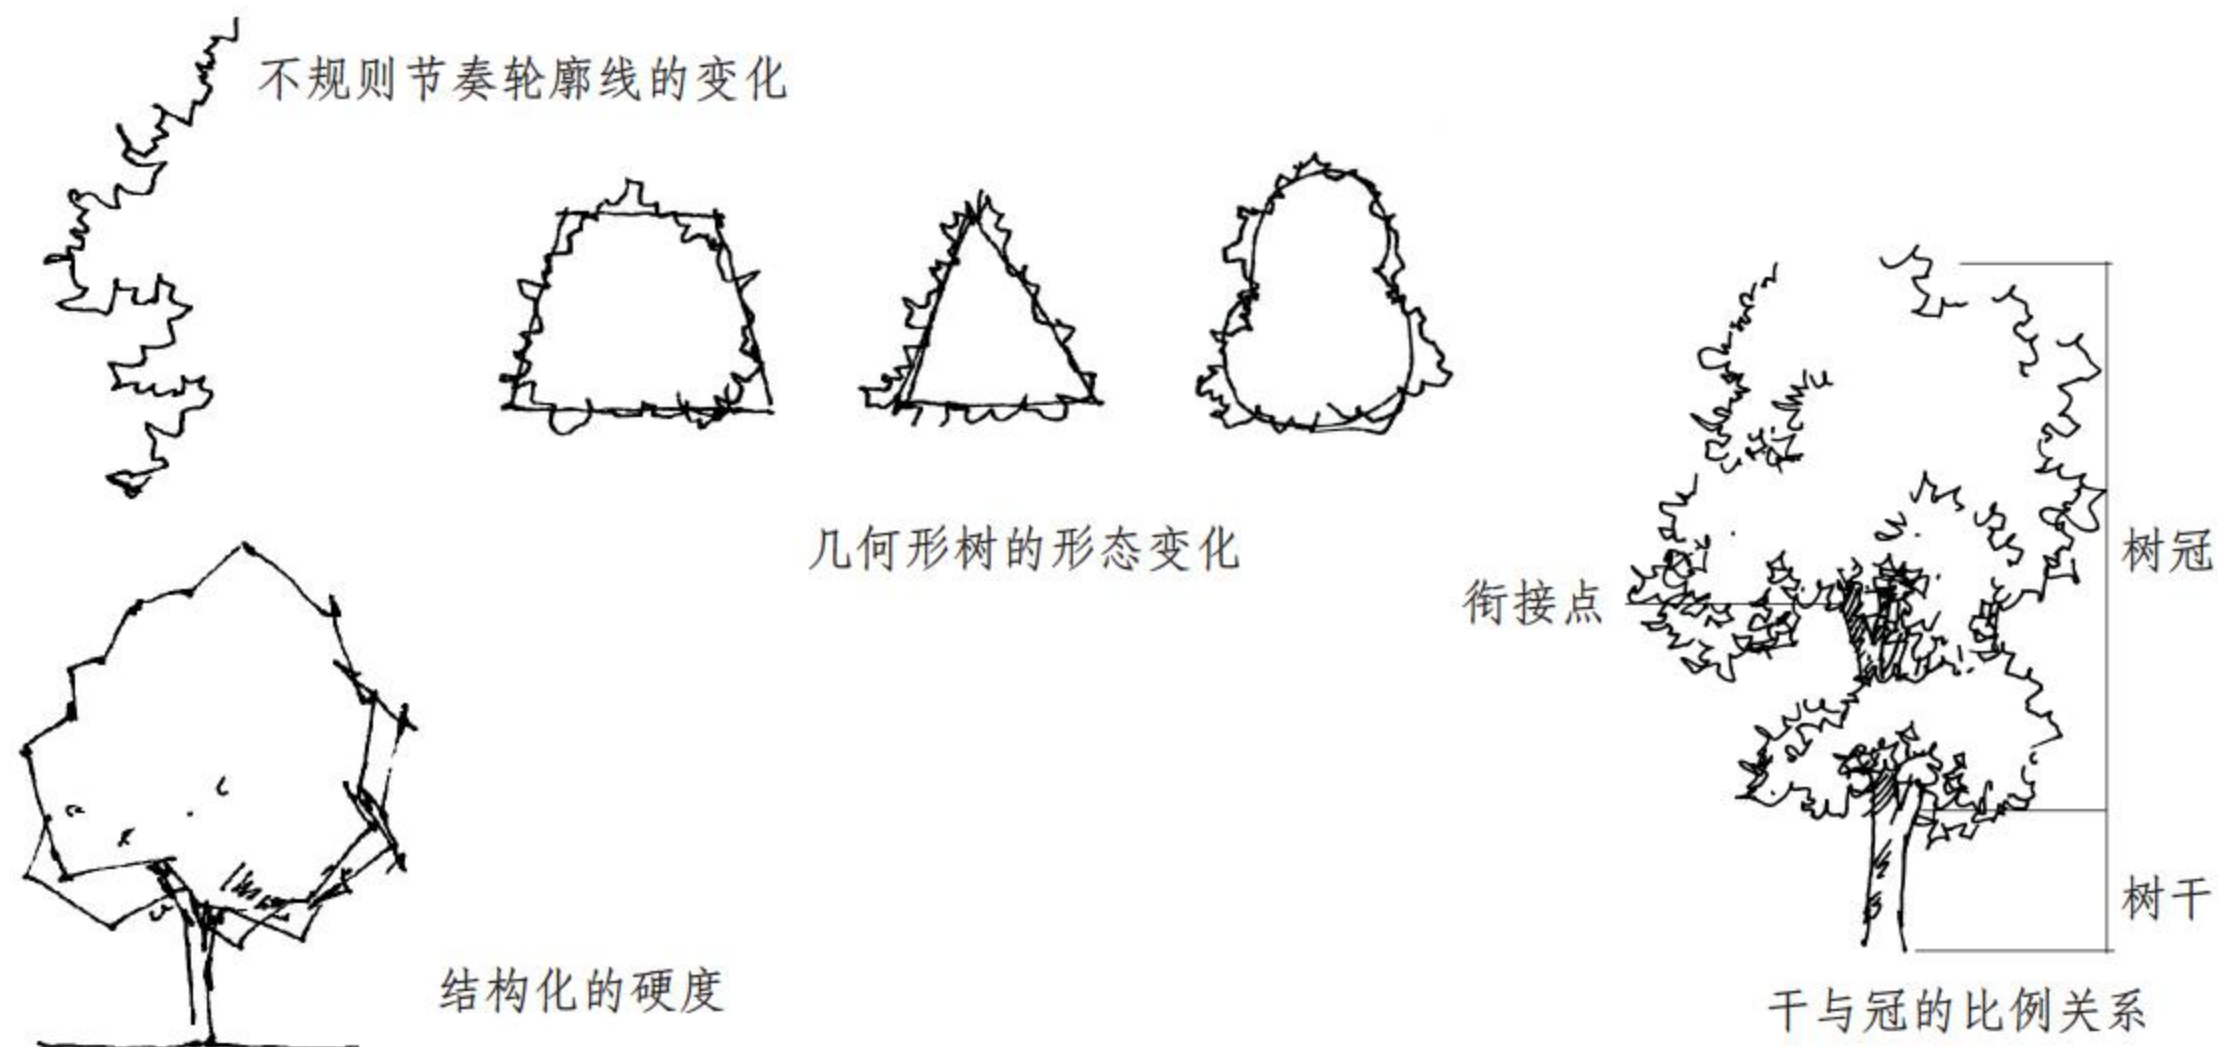 不规则节奏轮廓线的变化
几何形树的形态变化
树冠
衔接点
树干
结构化的硬度
干与冠的比例关系